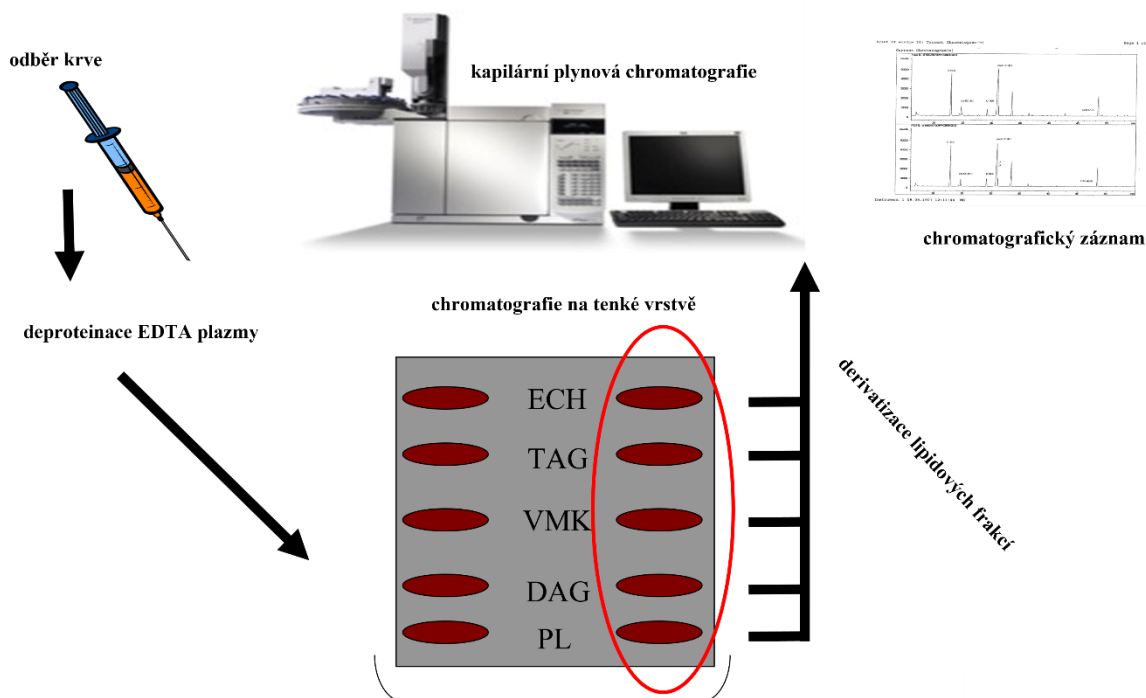 odběr krve
kapilární plynová chromatografie
chromatografický záznam
deproteinace EDTA plazmy
chromatografie na tenké vrstvě
ECH
TAG
VMK
DAG
PL
derivatizace lipidových frakcí